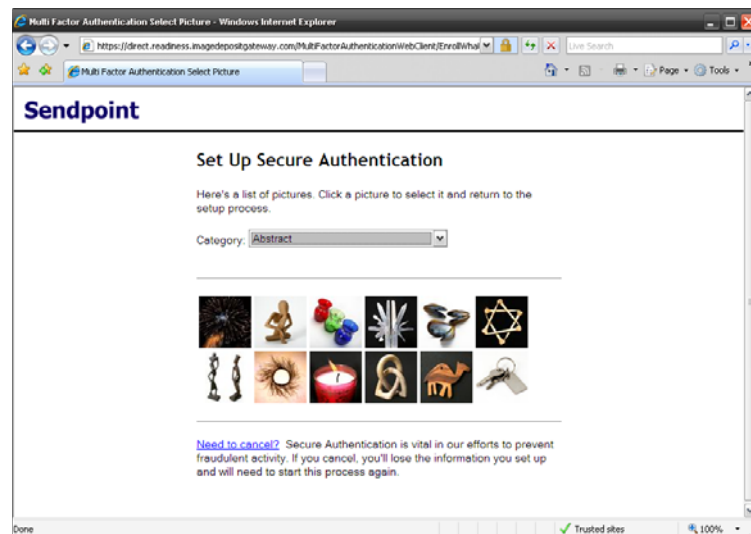 Multi Factor Authentication Select Picture - Windows Internet Explorer
https://direct.readiness.imagedepositgateway.com/MultiFactorAuthenticationWebClient/EnrollWhal
Live Search
Multi Factor Authentication Select Picture
Page
Tools
Sendpoint
Set Up Secure Authentication
Here's a list of pictures. Click a picture to select it and return to the
setup process.
Category: Abstract
Need to cancel? Secure Authentication is vital in our efforts to prevent
fraudulent activity. If you cancel, you'll lose the information you set up
and will need to start this process again.
Done
Trusted sites
100%